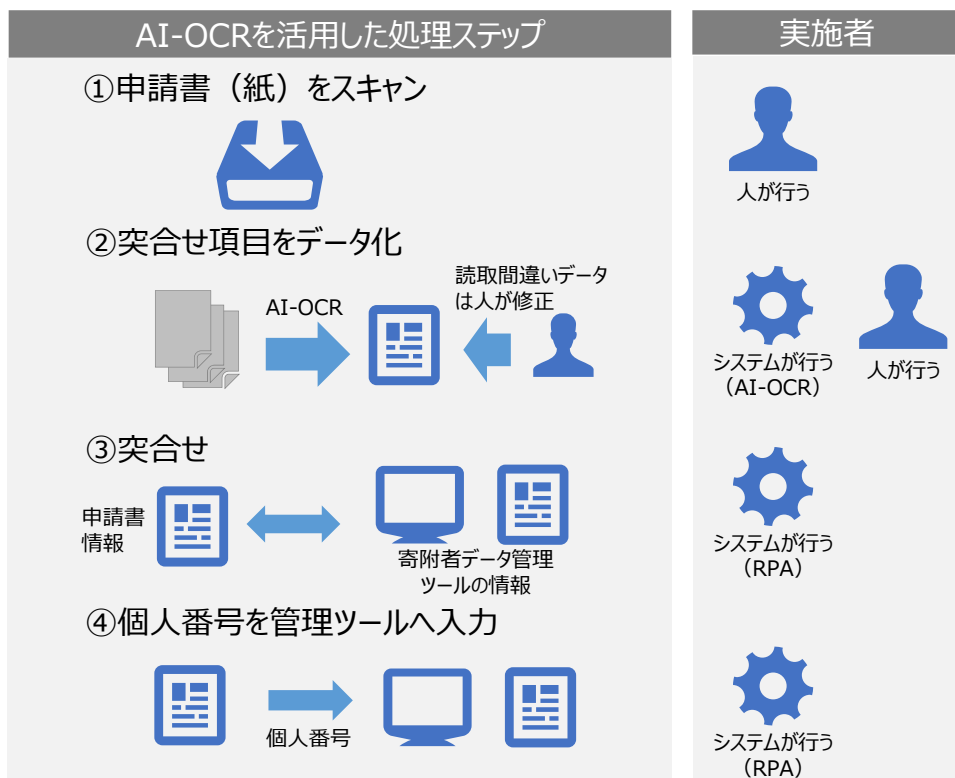 AI-OCRを活用した処理ステップ
実施者
①申請書（紙）をスキャン
人が行う
②突合せ項目をデータ化
AI-OCR
読取間違いデータ
は人が修正
システムが行う
（AI-OCR）
人が行う
③突合せ
申請書
情報
寄附者データ管理
ツールの情報
システムが行う
（RPA）
④個人番号を管理ツールへ入力
個人番号
システムが行う
（RPA）